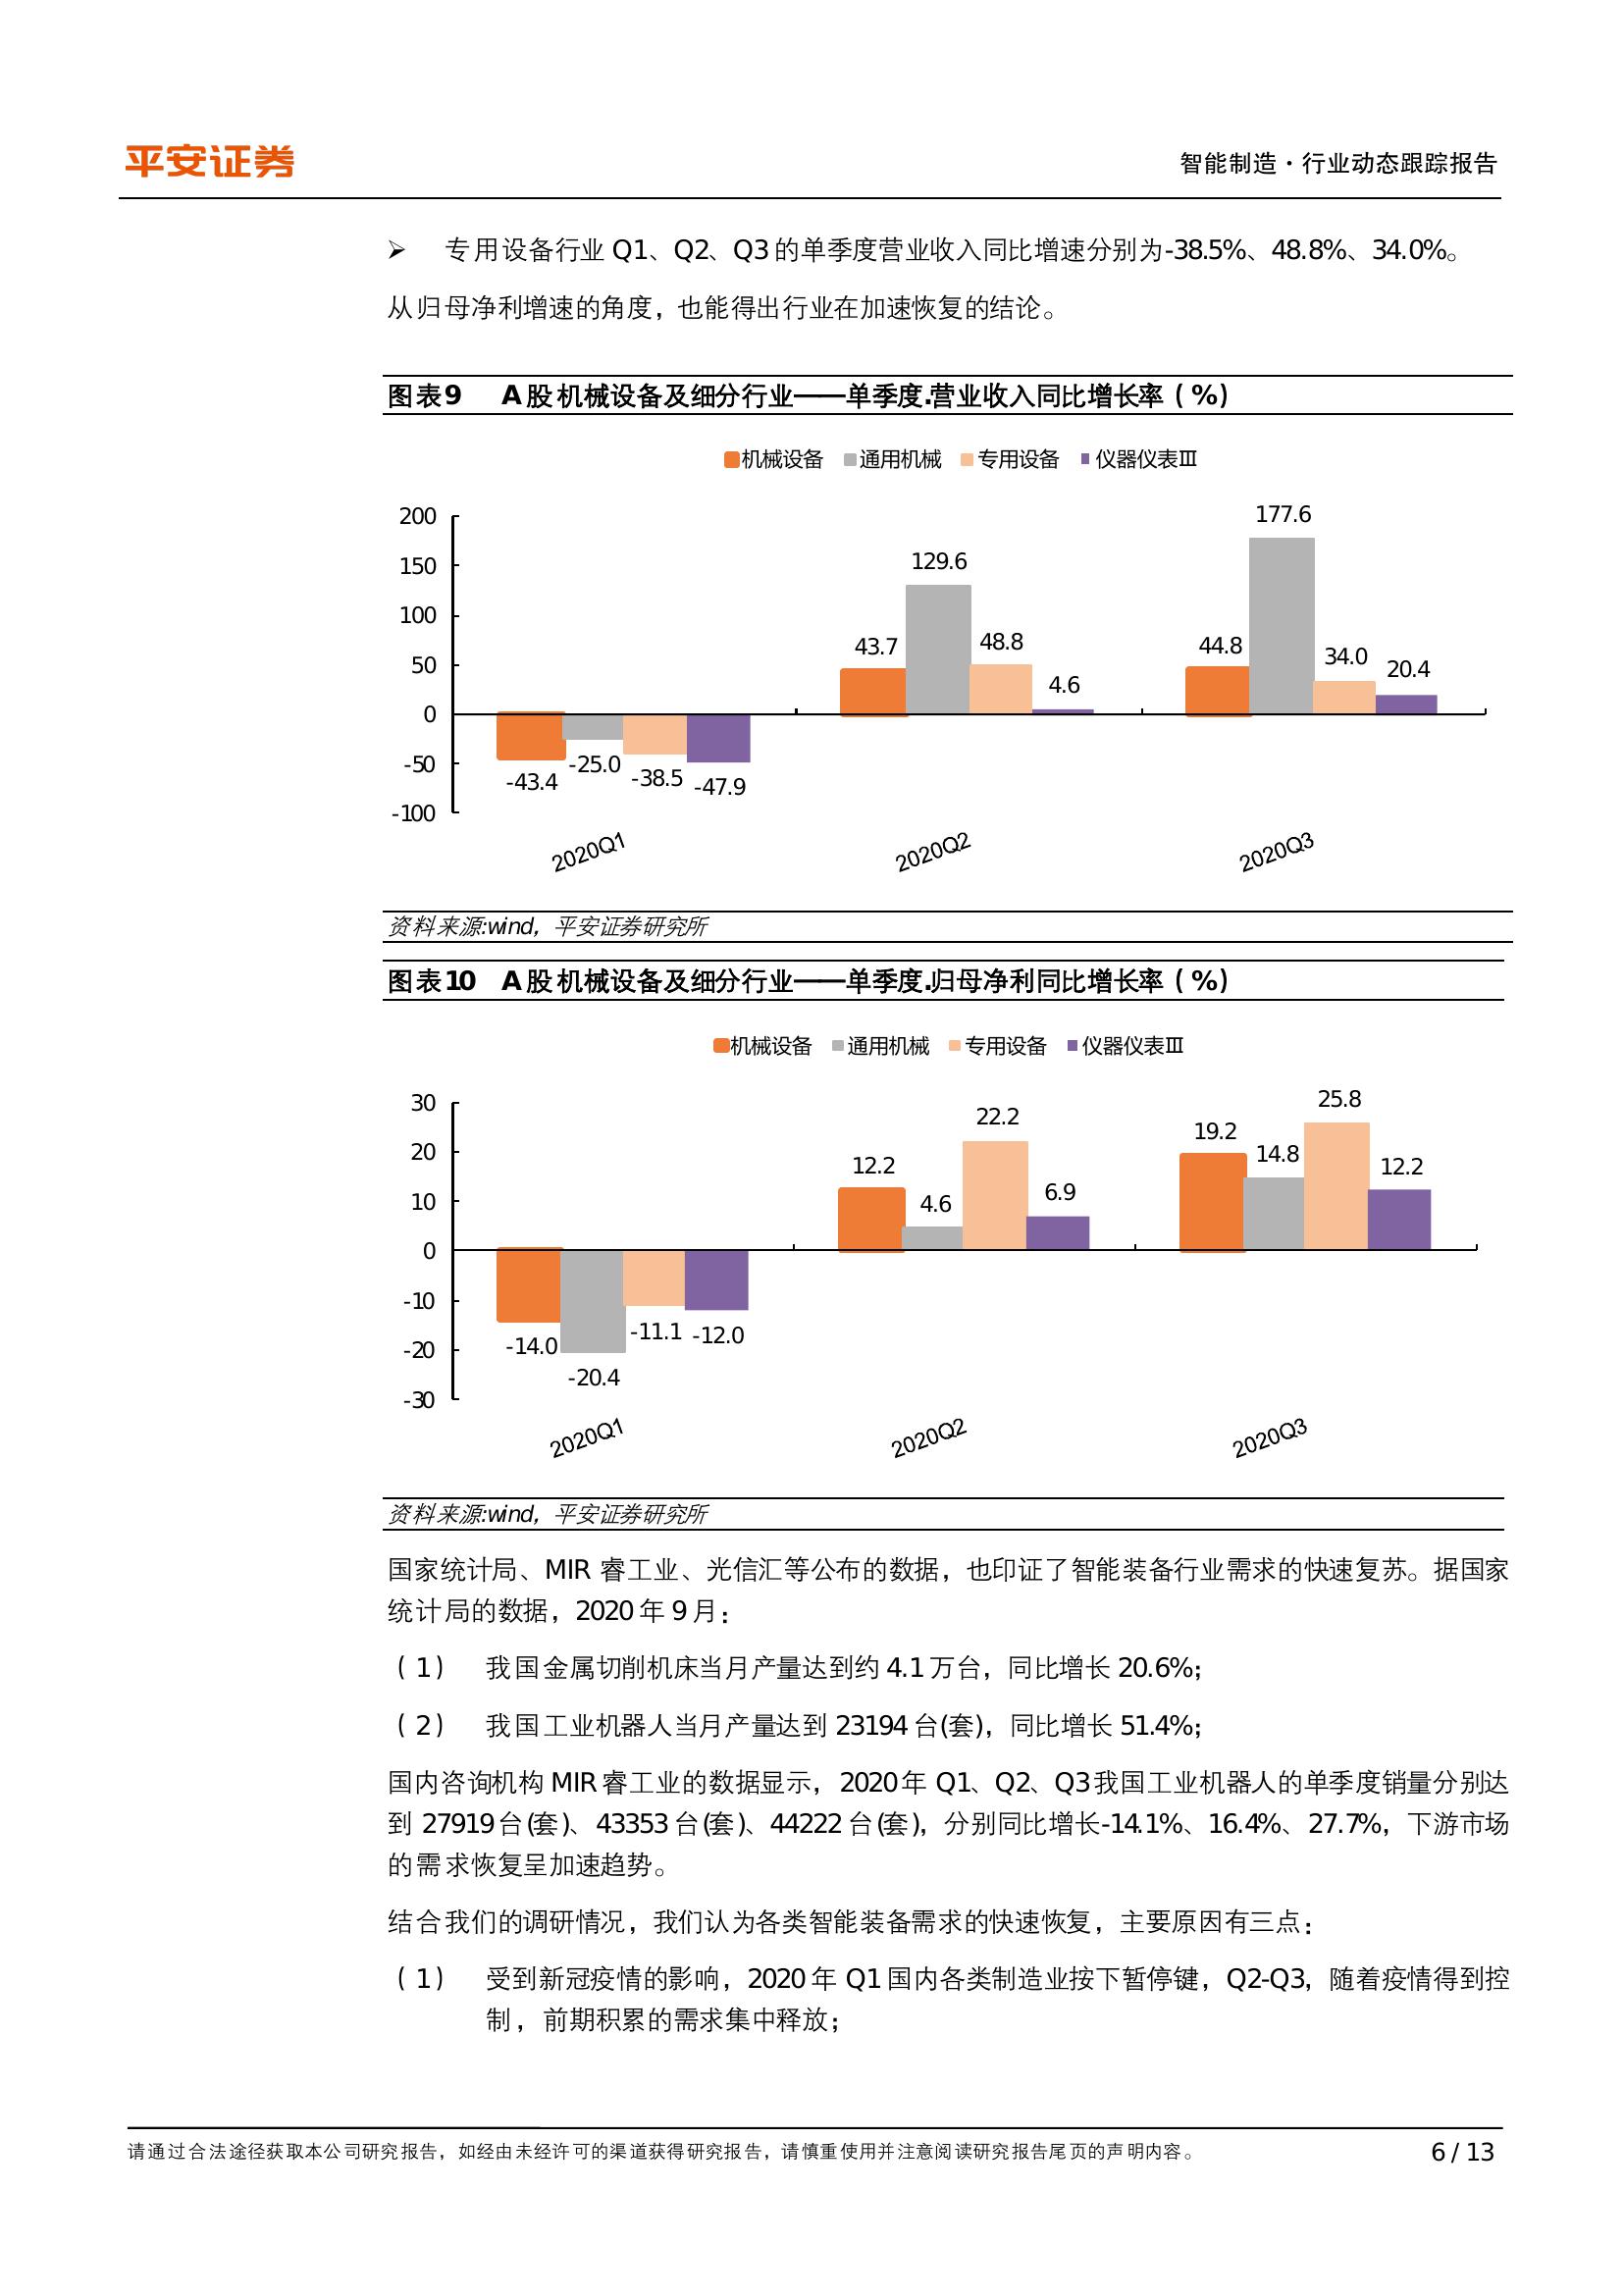 平安证券
智能制造·行业动态跟踪报告
➢ 专用设备行业 Q1、Q2、Q3 的单季度营业收入同比增速分别为-38.5%、48.8%、34.0%。
从归母净利增速的角度，也能得出行业在加速恢复的结论。
图表9 A 股机械设备及细分行业——单季度.营业收入同比增长率（%）
机械设备 通用机械 专用设备 仪器仪表Ⅲ
200
150
100
50
0
-50
-100
-43.4 -25.0 -38.5 -47.9
43.7 129.6 48.8 4.6
44.8 177.6 34.0 20.4
2020Q1 2020Q2 2020Q3
资料来源:wind，平安证券研究所
图表10 A 股机械设备及细分行业——单季度.归母净利同比增长率（%）
机械设备 通用机械 专用设备 仪器仪表Ⅲ
30
20
10
0
-10
-20
-30
-14.0 -20.4 -11.1 -12.0
12.2 4.6 22.2 6.9
19.2 14.8 25.8 12.2
2020Q1 2020Q2 2020Q3
资料来源:wind，平安证券研究所
国家统计局、MIR 睿工业、光信汇等公布的数据，也印证了智能装备行业需求的快速复苏。据国家
统计局的数据，2020 年 9 月：
（1） 我国金属切削机床当月产量达到约 4.1 万台，同比增长 20.6%；
（2） 我国工业机器人当月产量达到 23194 台(套)，同比增长 51.4%；
国内咨询机构 MIR 睿工业的数据显示，2020 年 Q1、Q2、Q3 我国工业机器人的单季度销量分别达
到 27919 台(套)、43353 台(套)、44222 台(套)，分别同比增长-14.1%、16.4%、27.7%，下游市场
的需求恢复呈加速趋势。
结合我们的调研情况，我们认为各类智能装备需求的快速恢复，主要原因有三点：
（1） 受到新冠疫情的影响，2020 年 Q1 国内各类制造业按下暂停键，Q2-Q3，随着疫情得到控
制，前期积累的需求集中释放；
请通过合法途径获取本公司研究报告，如经由未经许可的渠道获得研究报告，请慎重使用并注意阅读研究报告尾页的声明内容。
6 / 13